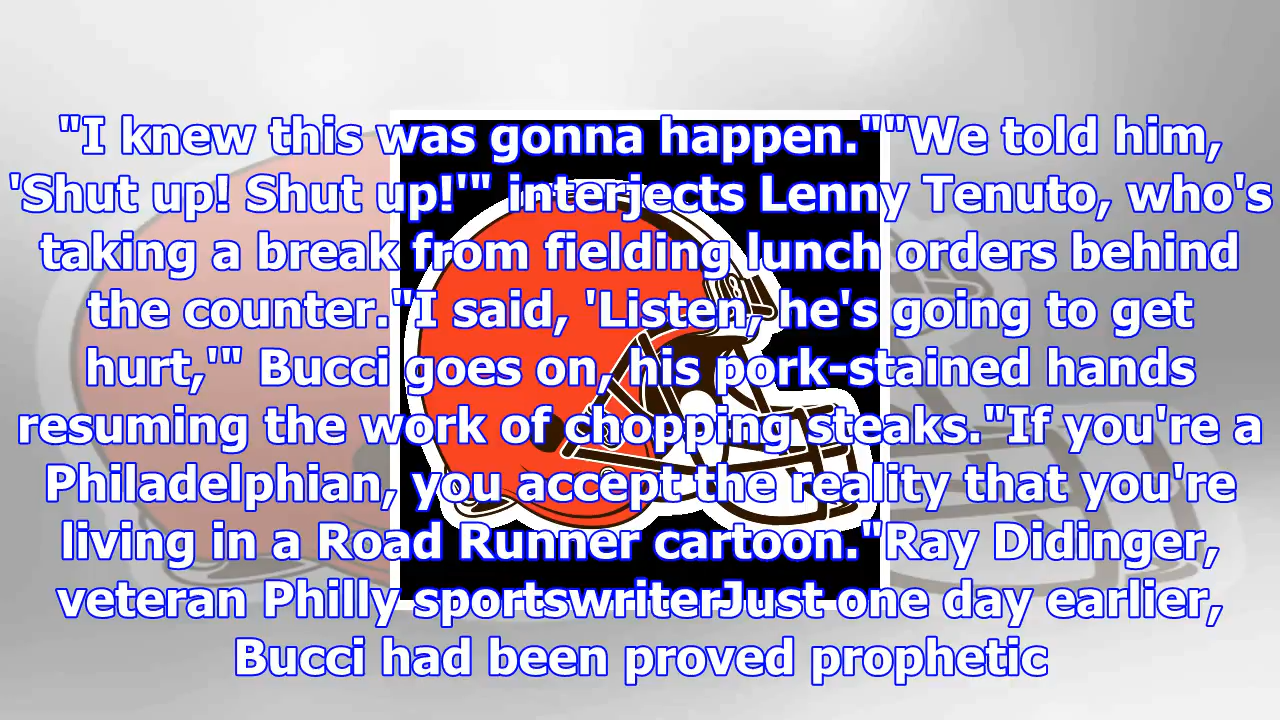 "I knew this was gonna happen.""We told him,
'Shut up! Shut up!'" interjects Lenny Tenuto, who's
taking a break from fielding lunch orders behind
the counter."I said, 'Listen, he's going to get
hurt,'" Bucci goes on, his pork-stained hands
resuming the work of chopping steaks."If you're a
Philadelphian, you accept the reality that you're
living in a Road Runner cartoon."Ray Didinger,
veteran Philly sportswriterJust one day earlier,
Bucci had been proved prophetic